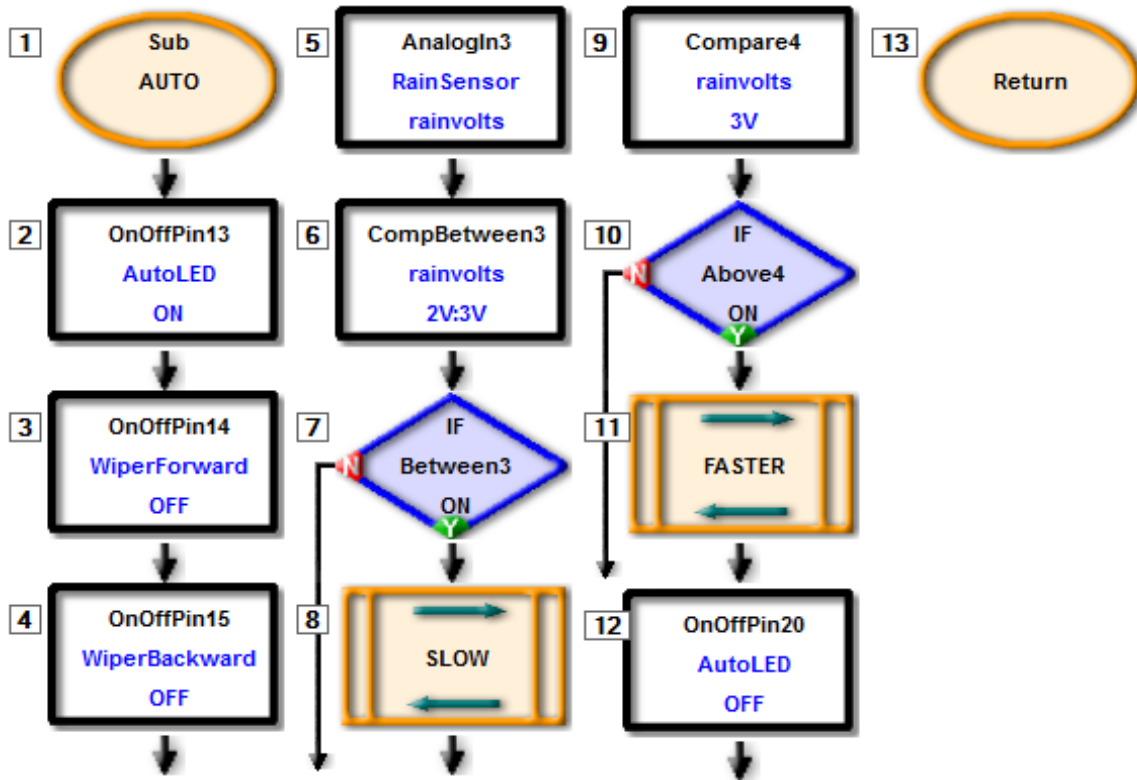 1
Sub
AUTO
2
OnOffPin13
AutoLED
ON
3
OnOffPin14
WiperForward
OFF
4
OnOffPin15
WiperBackward
OFF
5
AnalogIn3
RainSensor
rainvolts
6
CompBetween3
rainvolts
2V:3V
7
IF
Between3
ON
N
Y
8
SLOW
9
Compare4
rainvolts
3V
10
IF
Above4
ON
N
Y
11
FASTER
12
OnOffPin20
AutoLED
OFF
13
Return